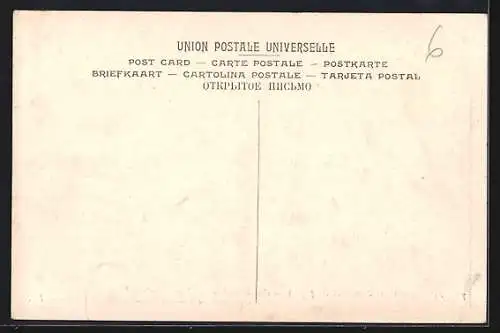 UNION POSTALE UNIVERSELLE
6
POST CARD — CARTE POSTALE — POSTKARTE
BRIEFKAART — CARTOLINA POSTALE — TARJETA POSTAL
ОТКРЫТОЕ ПИСЬМО